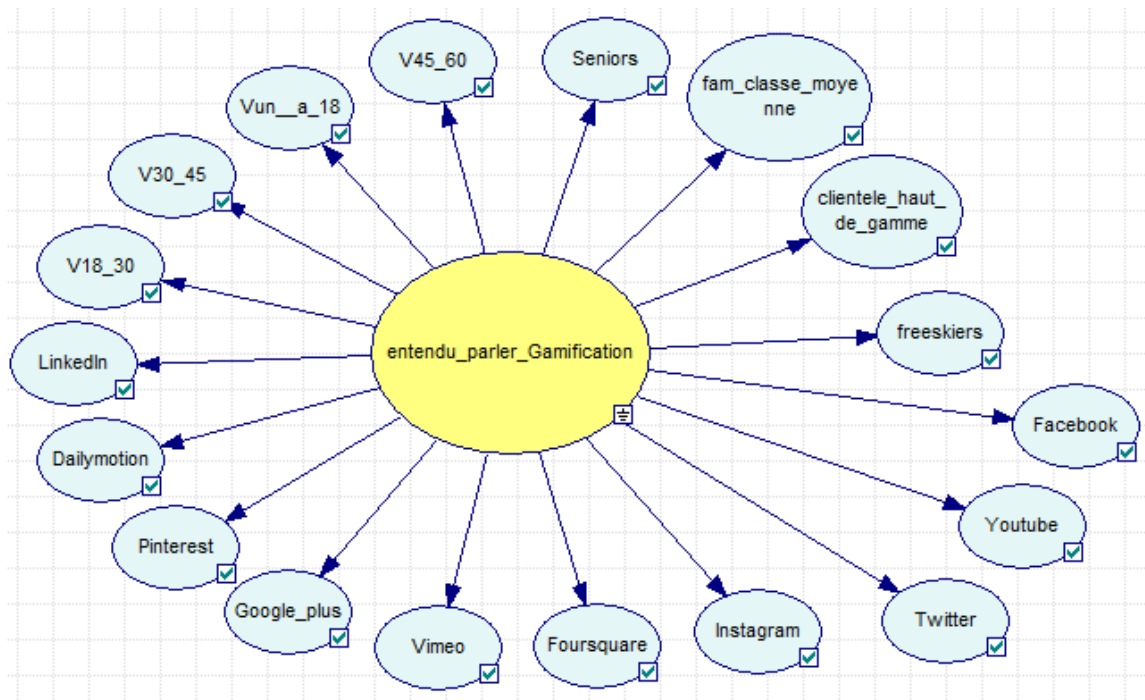 V45_60
Seniors
fam_classe_moye
nne
Vun__a_18
V30_45
clientele_haut_
de_gamme
V18_30
freeskiers
entendu_parler_Gamification
LinkedIn
Facebook
Dailymotion
Youtube
Pinterest
Google_plus
Vimeo
Foursquare
Instagram
Twitter